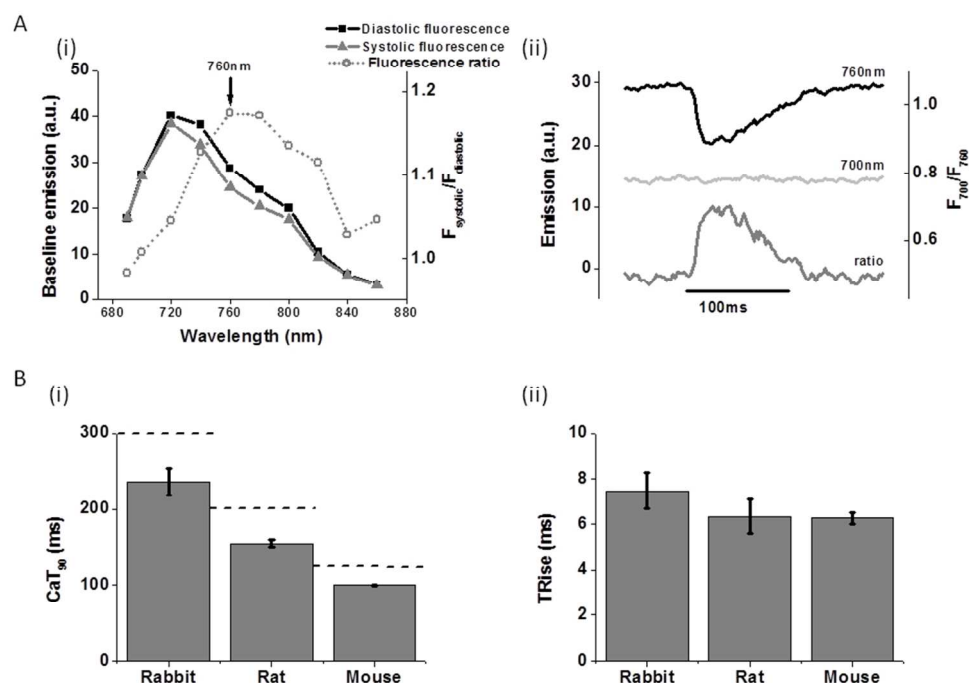 A
(i)
Diastolic fluorescence
Systolic fluorescence
Fluorescence ratio
760nm
50
40
30
20
10
0
Baseline emission (a.u.)
1.2
1.1
1.0
Fsystolic/Fdiastolic
680 720 760 800 840 880
Wavelength (nm)
(ii)
30
20
10
0
Emission (a.u.)
760nm
700nm
ratio
100ms
1.0
0.8
0.6
F700/F760
B
(i)
300
200
100
0
CaT90 (ms)
Rabbit Rat Mouse
(ii)
10
8
6
4
2
0
TRise (ms)
Rabbit Rat Mouse